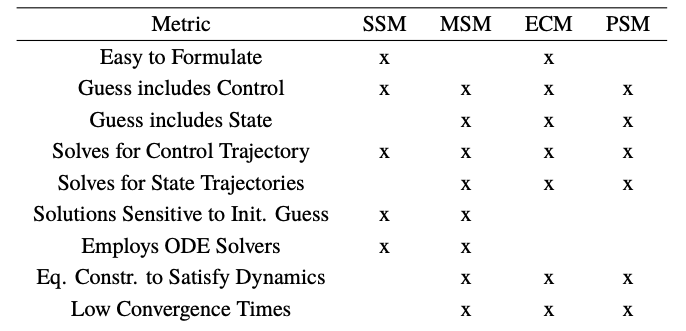 Metric SSM MSM ECM PSM
Easy to Formulate x x
Guess includes Control x x x x
Guess includes State x x x
Solves for Control Trajectory x x x x
Solves for State Trajectories x x x
Solutions Sensitive to Init. Guess x x
Employs ODE Solvers x x
Eq. Constr. to Satisfy Dynamics x x x
Low Convergence Times x x x